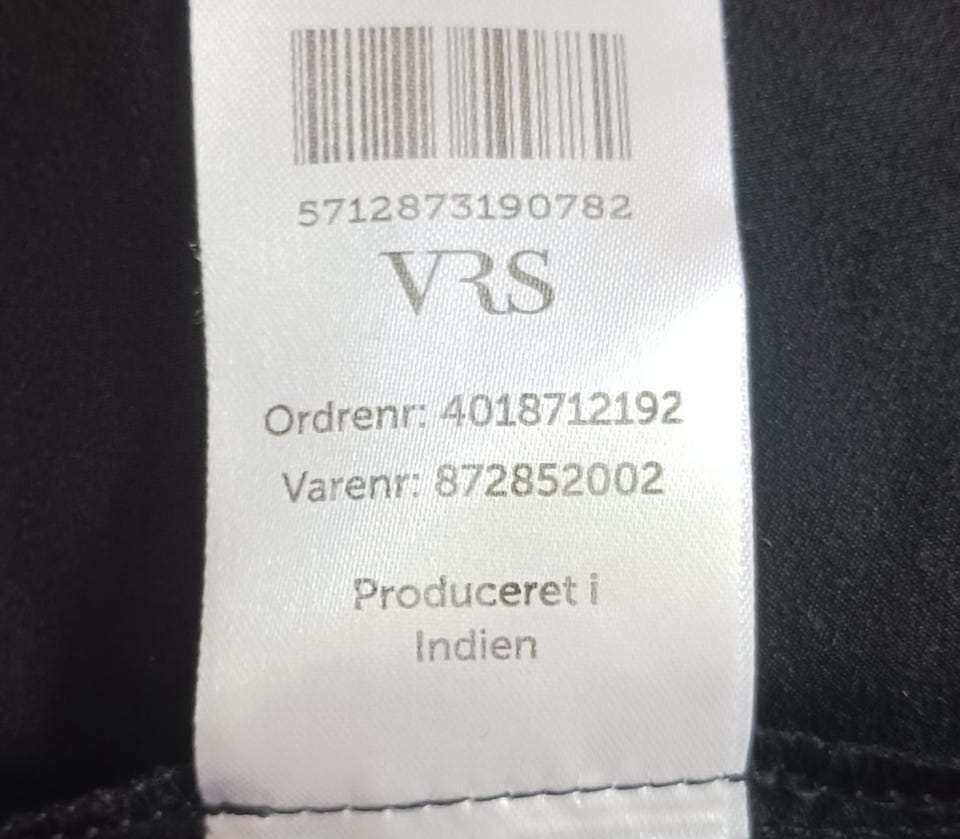 5712873190782
VRS
Ordrenr: 4018712192
Varenr: 872852002
Produceret i
Indien